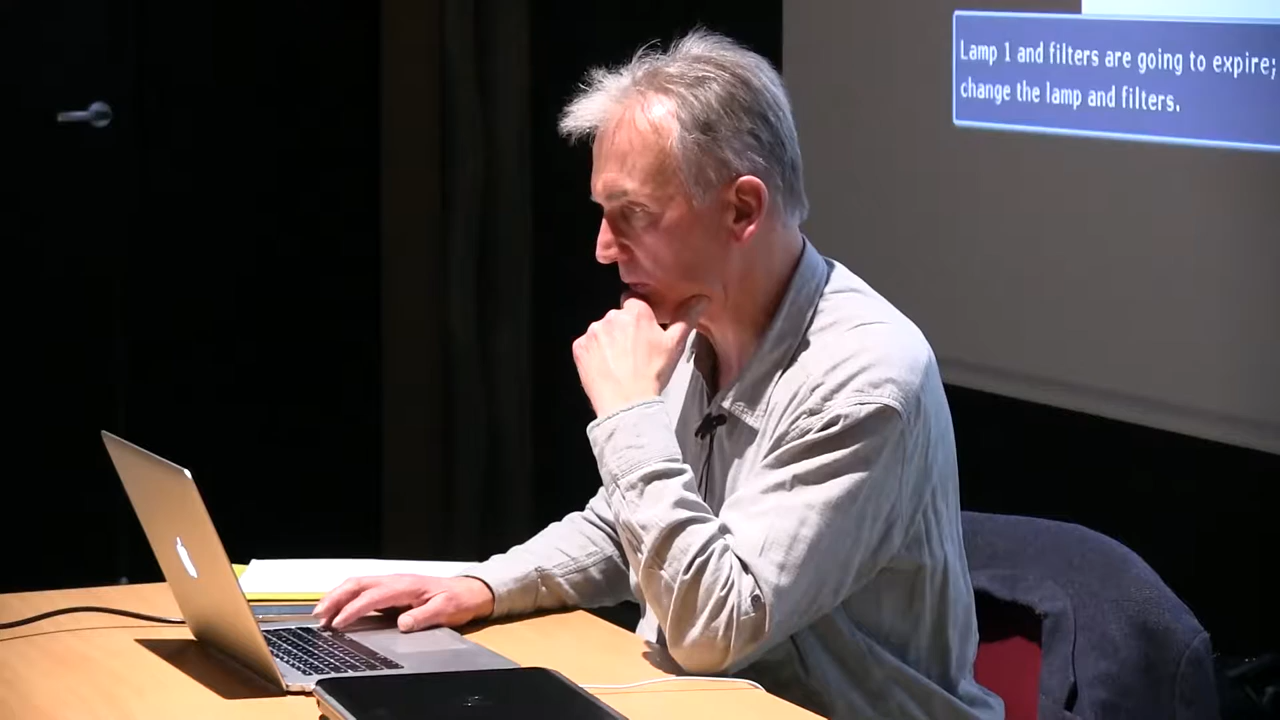 Lamp 1 and filters are going to expire;
change the lamp and filters.